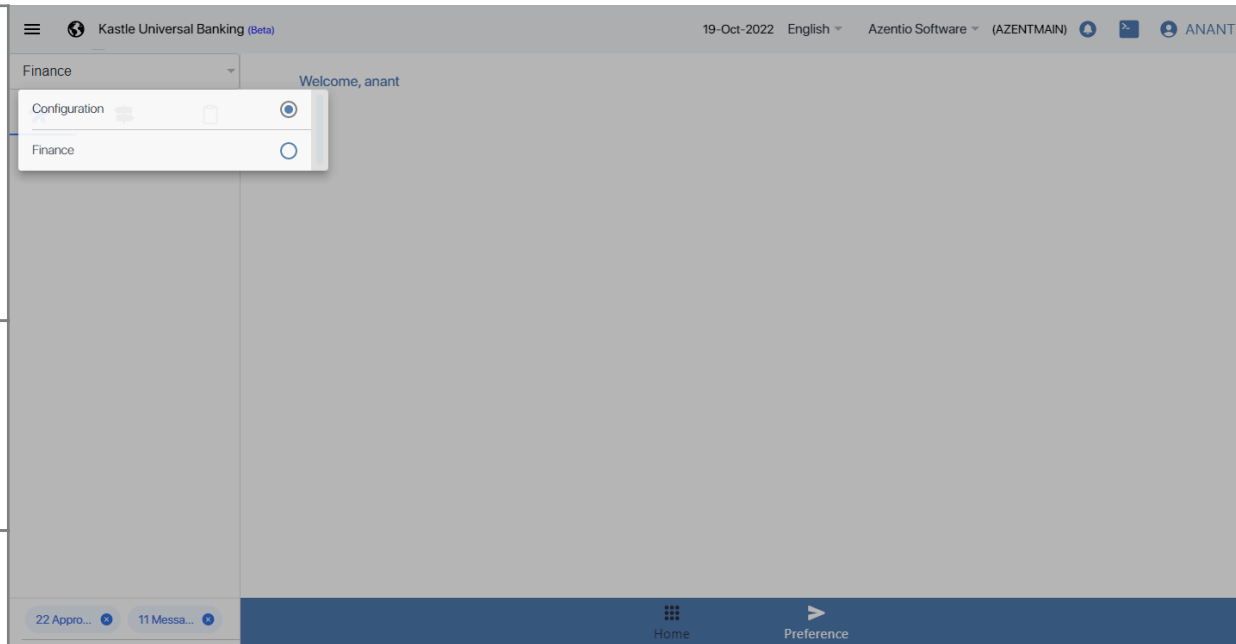 Kastle Universal Banking (Beta) 19-Oct-2022 English Azentio Software (AZENTMAIN) ANANT
Finance
Welcome, anant
Configuration
Finance
22 Appro... 11 Messa...
Home Preference